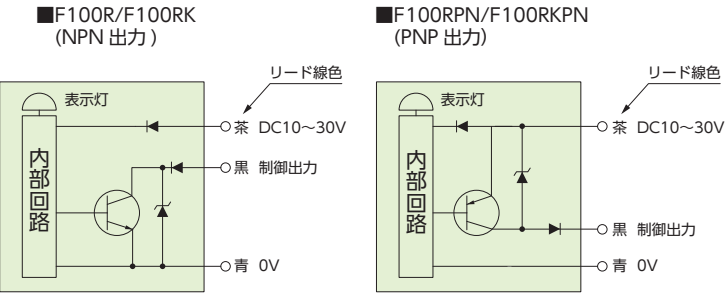 ■F100R/F100RK
(NPN 出力 )
リード線色
表示灯
茶 DC10～30V
内部回路
黒 制御出力
青 0V
■F100RPN/F100RKPN
(PNP 出力)
リード線色
表示灯
茶 DC10～30V
内部回路
黒 制御出力
青 0V